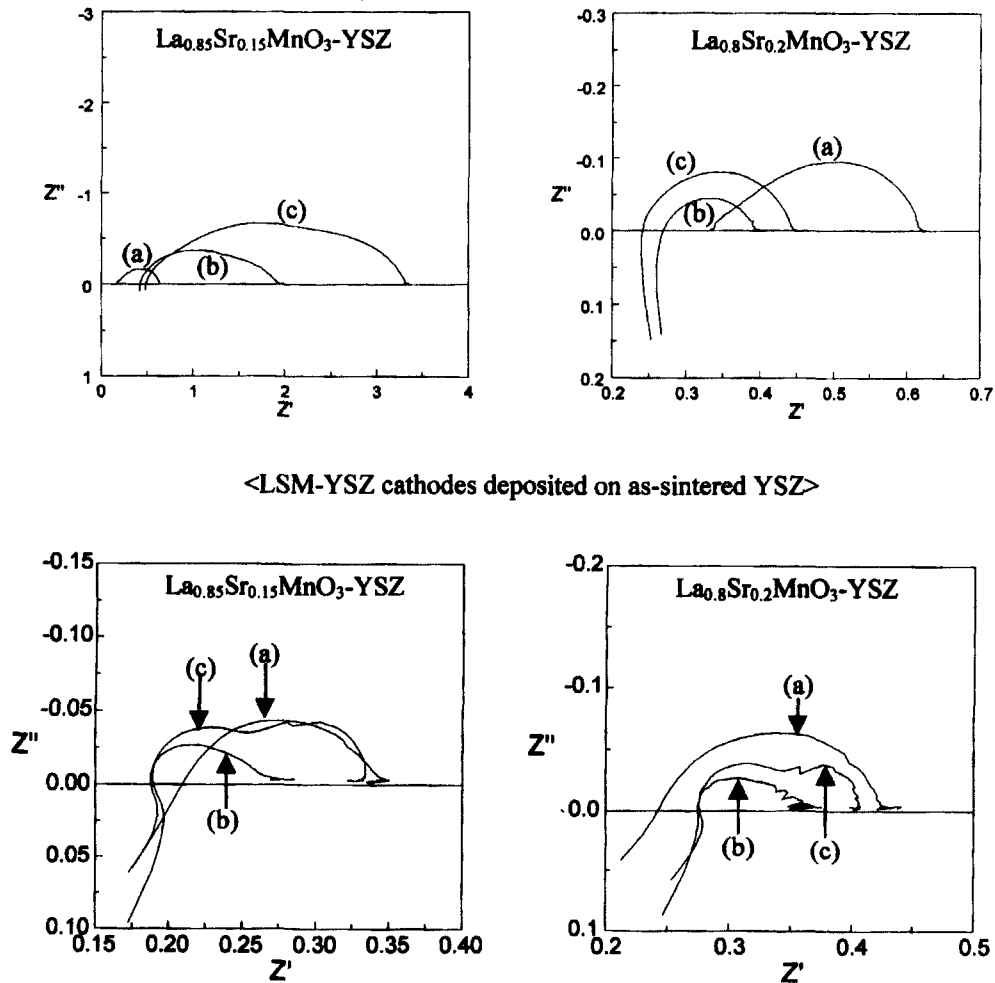 La0.85Sr0.15MnO3-YSZ
-3
-2
Z''
-1
0
1
(a)
(b)
(c)
0
1
2
3
4
Z'
La0.8Sr0.2MnO3-YSZ
-0.3
-0.2
-0.1
Z''
0.0
0.1
0.2
(c)
(b)
(a)
0.2
0.3
0.4
0.5
0.6
0.7
Z'
<LSM-YSZ cathodes deposited on as-sintered YSZ>
La0.85Sr0.15MnO3-YSZ
-0.15
-0.10
-0.05
Z''
0.00
0.05
0.10
(c)
(a)
(b)
0.15
0.20
0.25
0.30
0.35
0.40
Z'
La0.8Sr0.2MnO3-YSZ
-0.2
-0.1
Z''
0.0
0.1
(a)
(b)
(c)
0.2
0.3
0.4
0.5
Z'